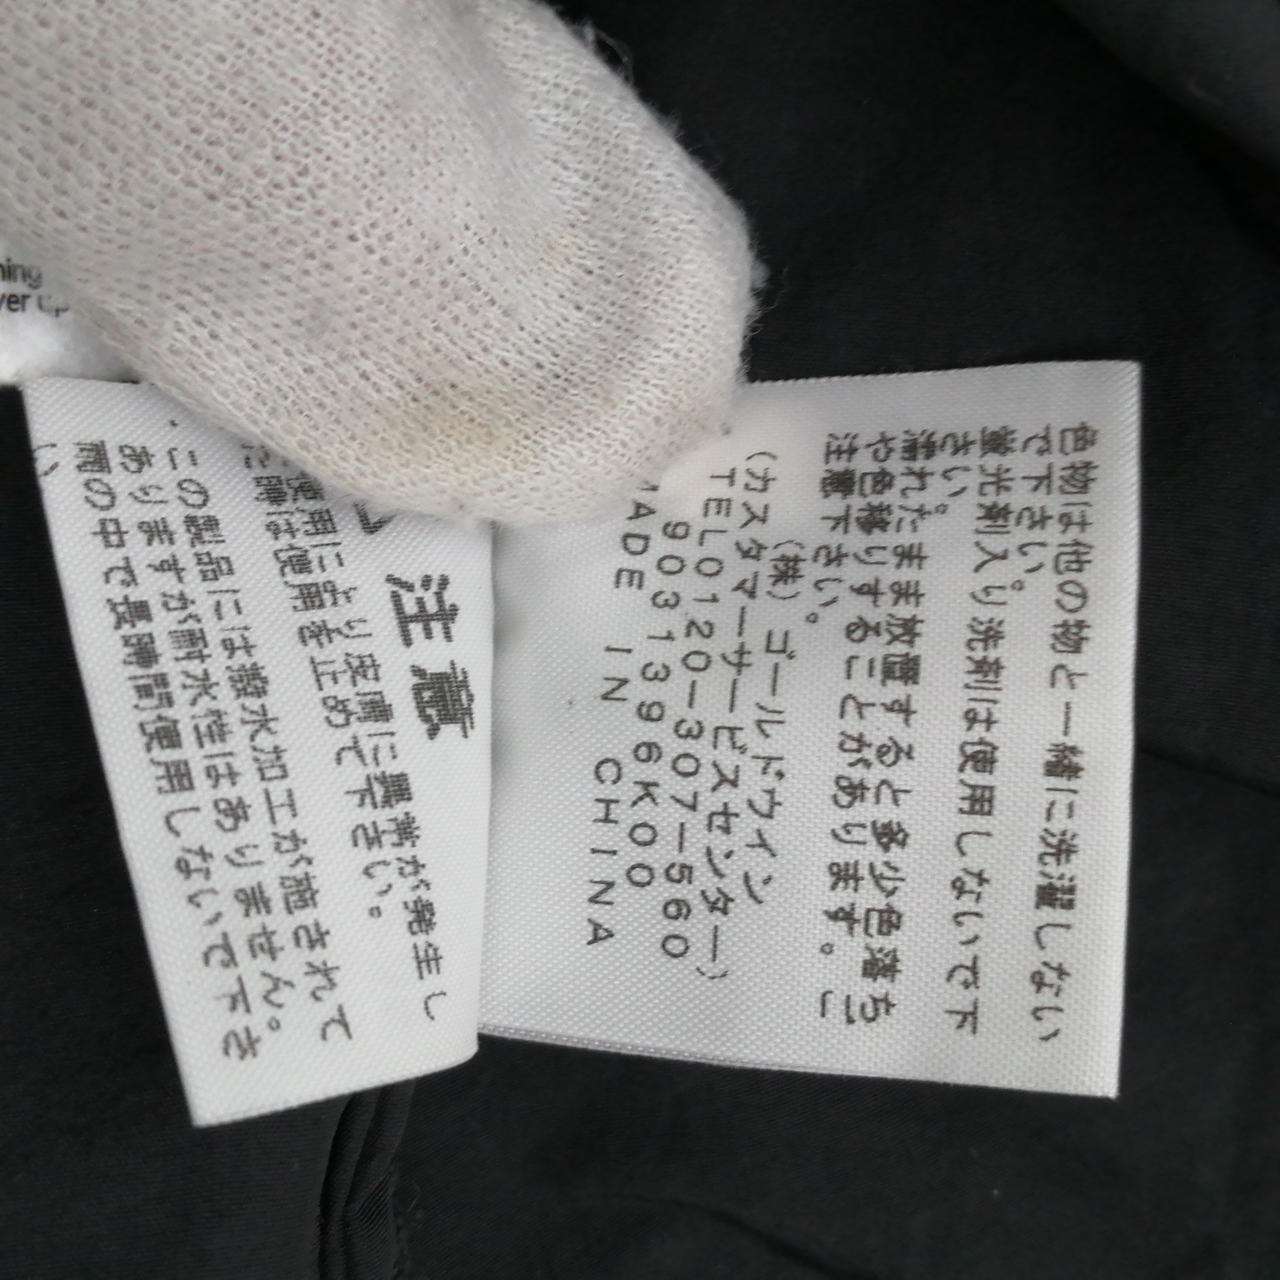 色物は他の物と一緒に洗濯しない
で下さい。
蛍光剤入り洗剤は使用しないで下
さい。
濡れたまま放置すると多少色落ち
や色移りすることがあります。ご
注意下さい。
(株)ゴールドウイン
(カスタマーサービスセンター)
TEL0120-307-560
9031396K00
MADE IN CHINA
注意
使用により皮膚に異常が発生し
た時は使用を止めて下さい。
・この製品には撥水加工が施されて
ありますが耐水性はありません。
雨の中で長時間使用しないで下さ
い